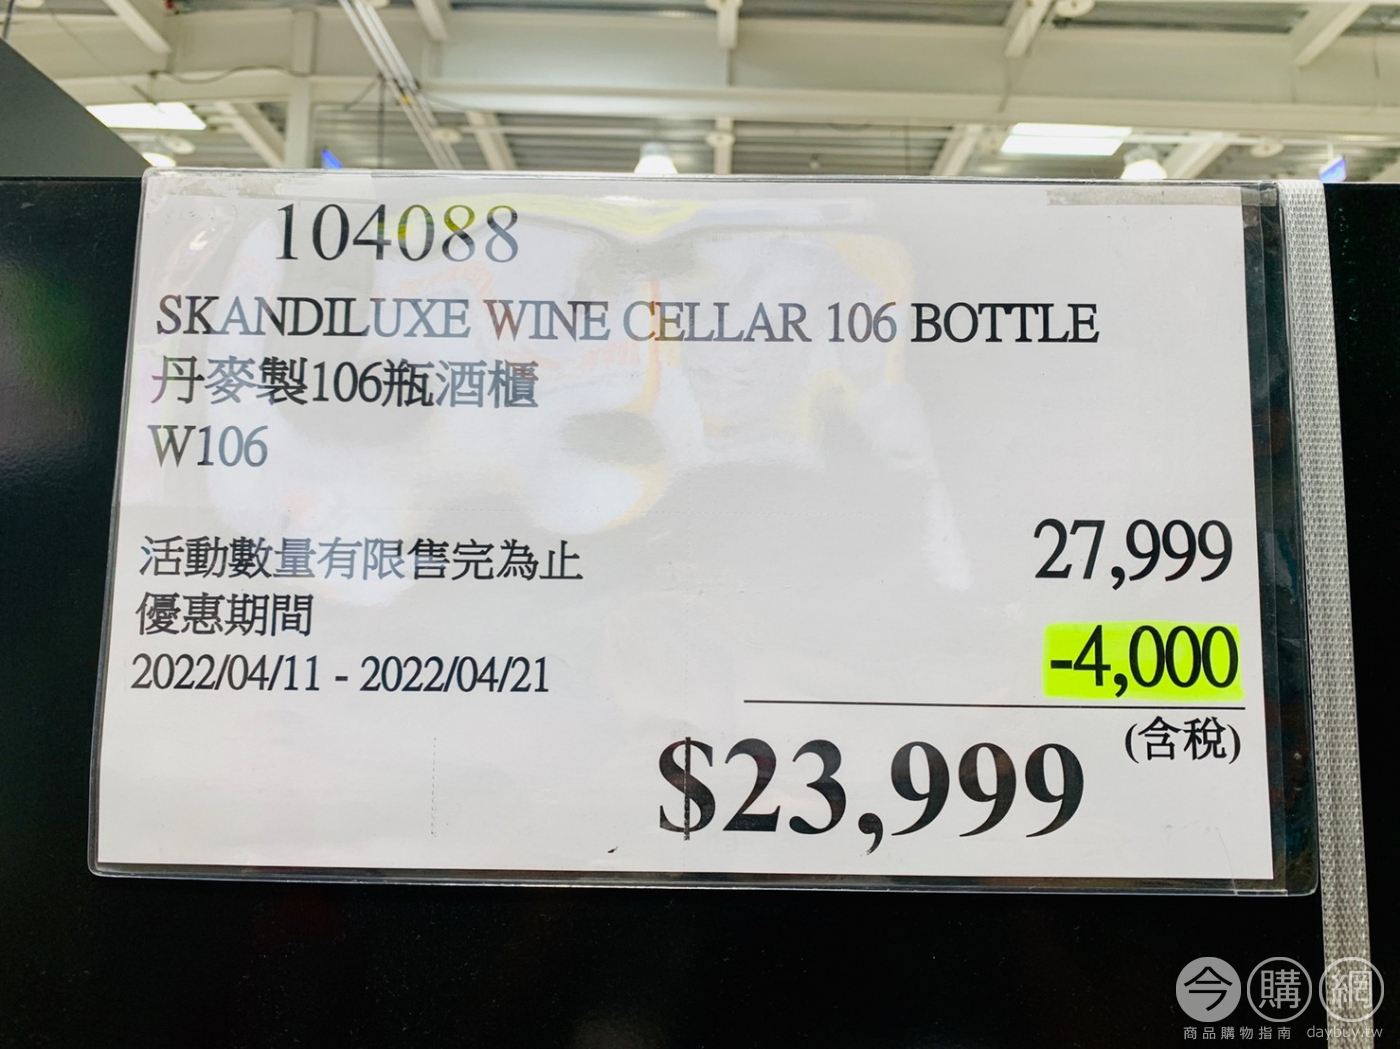 104088
SKANDILUXE WINE CELLAR 106 BOTTLE
丹麥製106瓶酒櫃
W106
活動數量有限售完為止
27,999
優惠期間
-4,000
2022/04/11 - 2022/04/21
(含稅)
$23,999
今購網
商品購物指南 daybuy.tw